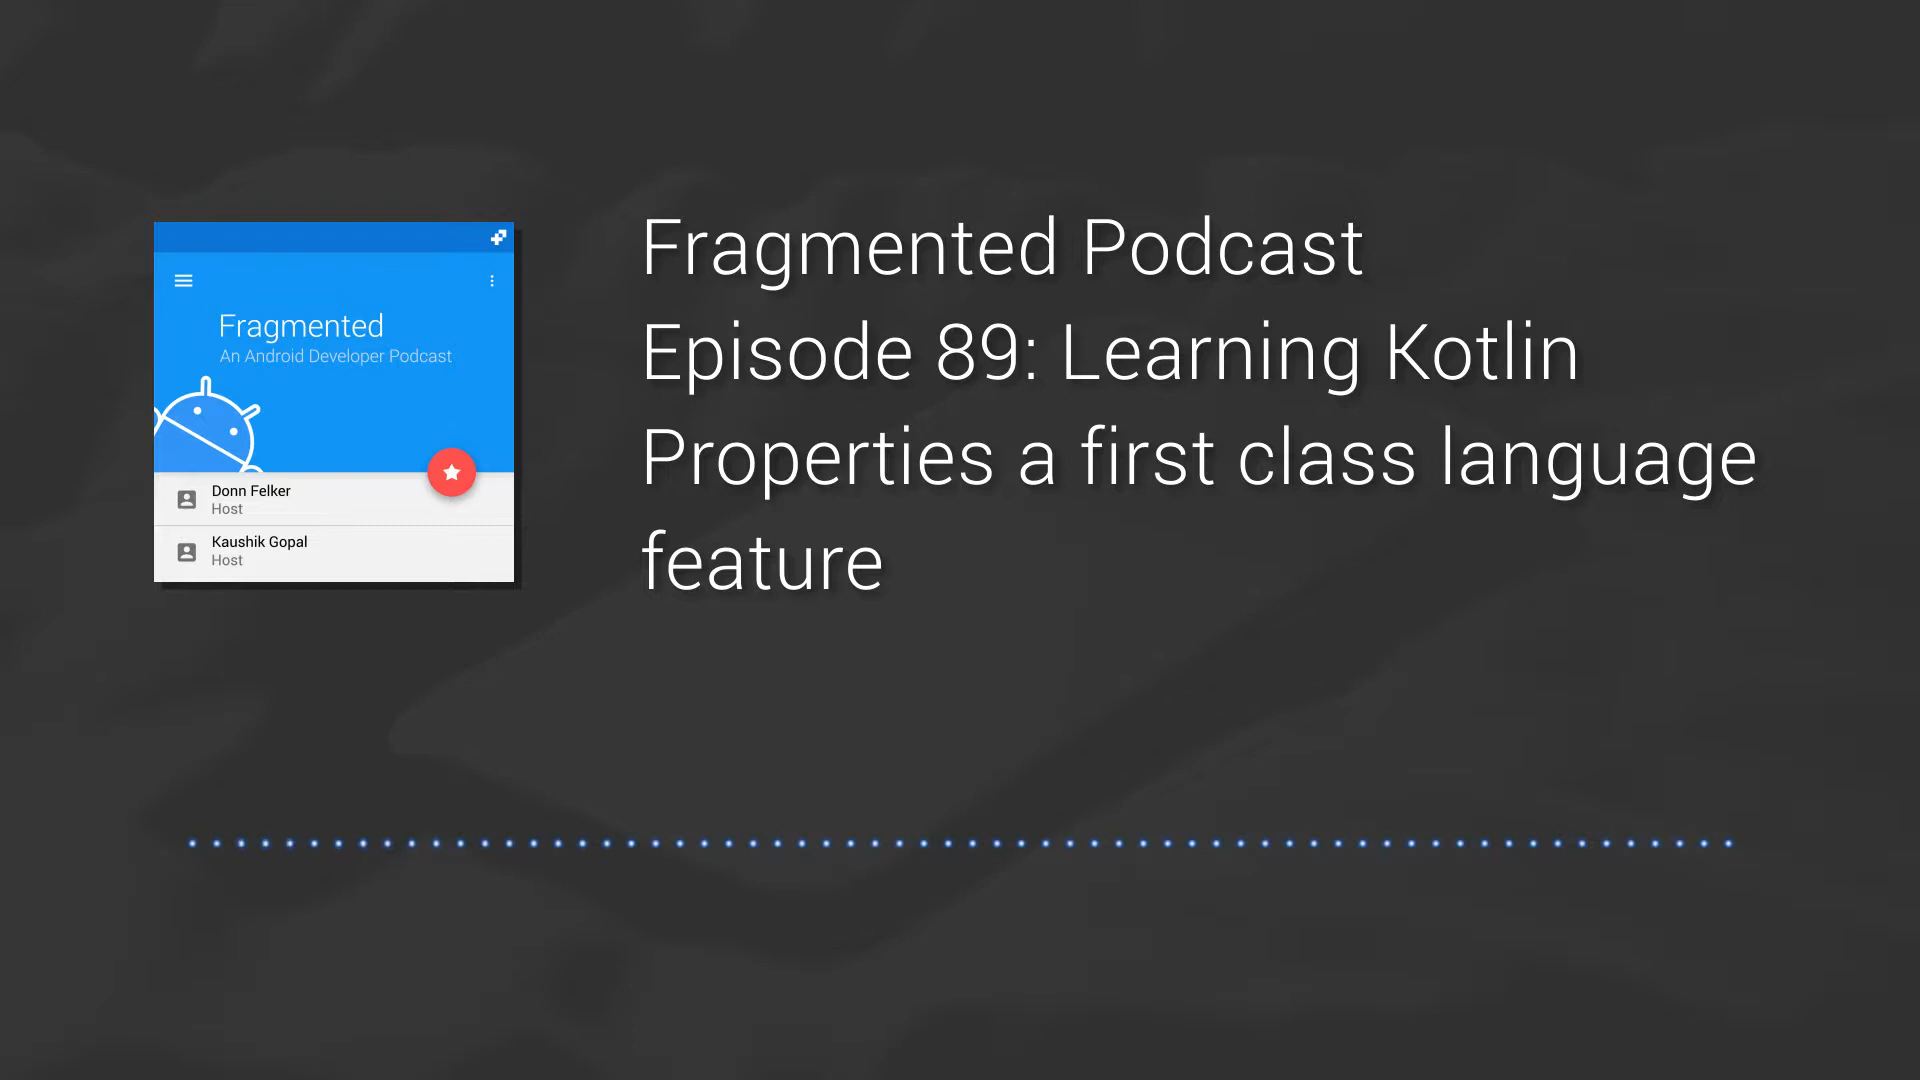 Fragmented
An Android Developer Podcast
Donn Felker
Host
Kaushik Gopal
Host
Fragmented Podcast
Episode 89: Learning Kotlin
Properties a first class language
feature